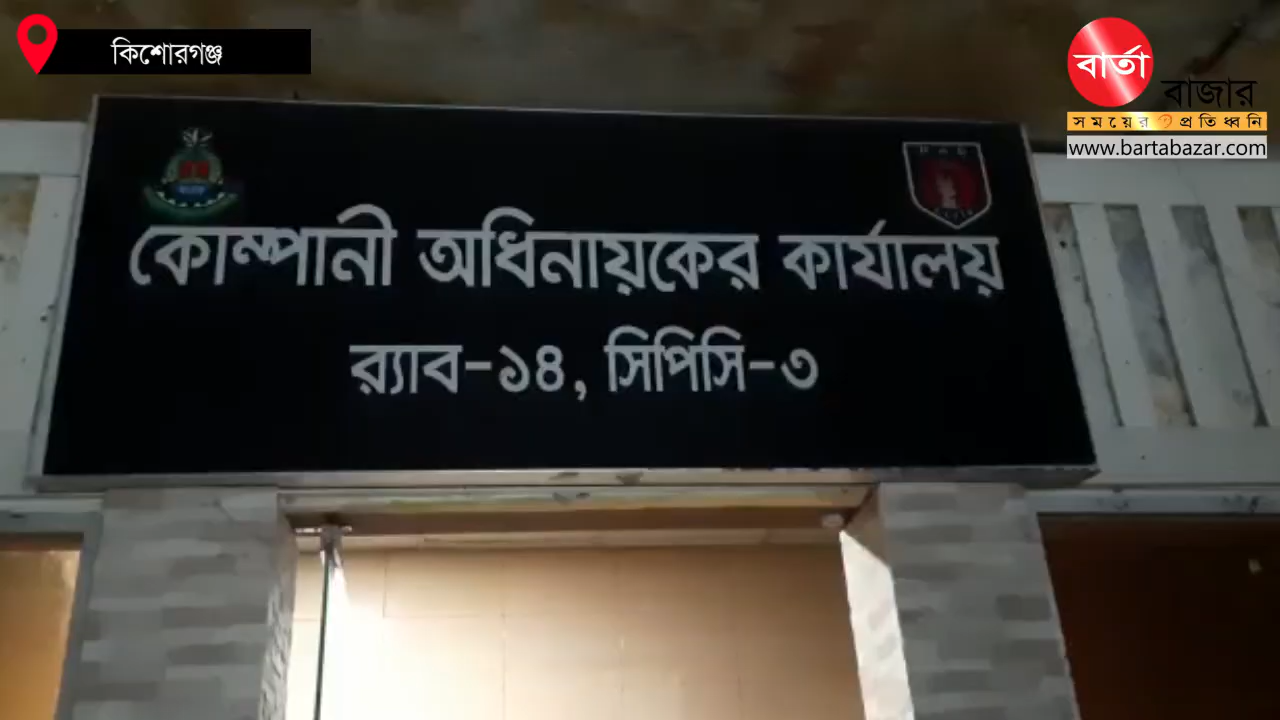 কিশোরগঞ্জ
বার্তা
বাজার
সময়ের প্রতিধ্বনি
www.bartabazar.com
কোম্পানী অধিনায়কের কার্যালয়
র‍্যাব-১৪, সিপিসি-৩